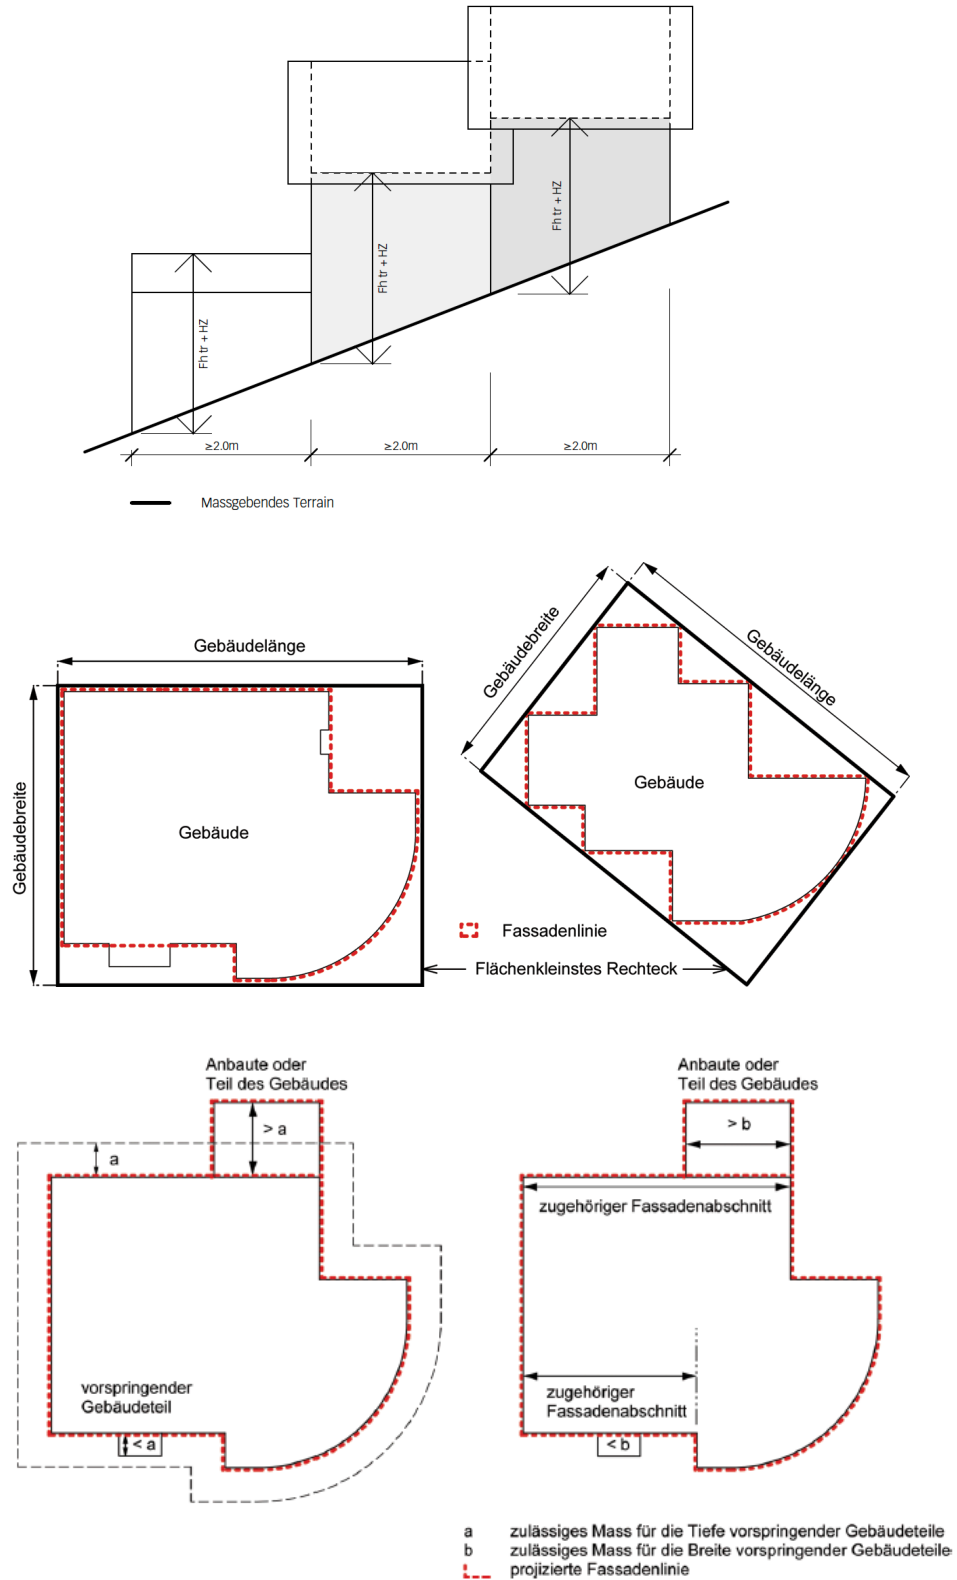 Fh tr + HZ
Fh tr + HZ
Fh tr + HZ
≥2.0m
≥2.0m
≥2.0m
Massgebendes Terrain
Gebäudelänge
Gebäudebreite
Gebäude
Gebäudebreite
Gebäudelänge
Gebäude
Fassadenlinie
Flächenkleinstes Rechteck
Anbaute oder
Teil des Gebäudes
> a
a
vorspringender
Gebäudeteil
< a
Anbaute oder
Teil des Gebäudes
> b
zugehöriger Fassadenabschnitt
zugehöriger
Fassadenabschnitt
< b
a zulässiges Mass für die Tiefe vorspringender Gebäudeteile
b zulässiges Mass für die Breite vorspringender Gebäudeteile
projizierte Fassadenlinie